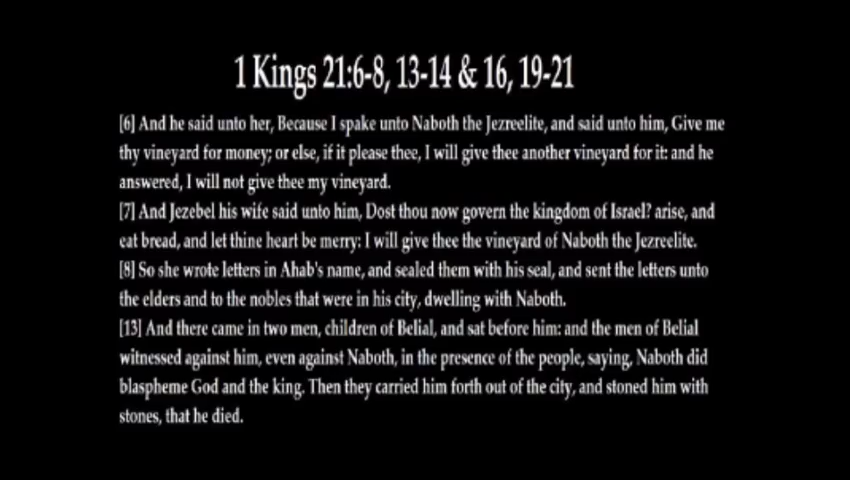 1 Kings 21:6-8, 13-14 & 16, 19-21
[6] And he said unto her, Because I spake unto Naboth the Jezreelite, and said unto him, Give me
thy vineyard for money; or else, if it please thee, I will give thee another vineyard for it: and he
answered, I will not give thee my vineyard.
[7] And Jezebel his wife said unto him, Dost thou now govern the kingdom of Israel? arise, and
eat bread, and let thine heart be merry: I will give thee the vineyard of Naboth the Jezreelite.
[8] So she wrote letters in Ahab's name, and sealed them with his seal, and sent the letters unto
the elders and to the nobles that were in his city, dwelling with Naboth.
[13] And there came in two men, children of Belial, and sat before him: and the men of Belial
witnessed against him, even against Naboth, in the presence of the people, saying, Naboth did
blaspheme God and the king. Then they carried him forth out of the city, and stoned him with
stones, that he died.